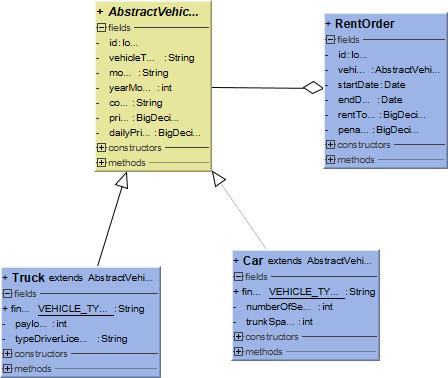 + AbstractVehic...
fields
- id: lo...
- vehicleT... : String
- mo... : String
- yearMo... : int
- co... : String
- pri... : BigDeci...
- dailyPri... : BigDeci...
constructors
methods
+ RentOrder
fields
- id: lo...
- vehi... : AbstractVehi...
- startDate: Date
- endD... : Date
- rentTo... : BigDeci...
- pena... : BigDeci...
constructors
methods
+ Truck extends AbstractVehi...
fields
+ fin... VEHICLE_TY... : String
- paylo... : int
- typeDriverLice... : String
constructors
methods
+ Car extends AbstractVehi...
fields
+ fin... VEHICLE_TY... : String
- numberOfSe... : int
- trunkSpa... : int
constructors
methods